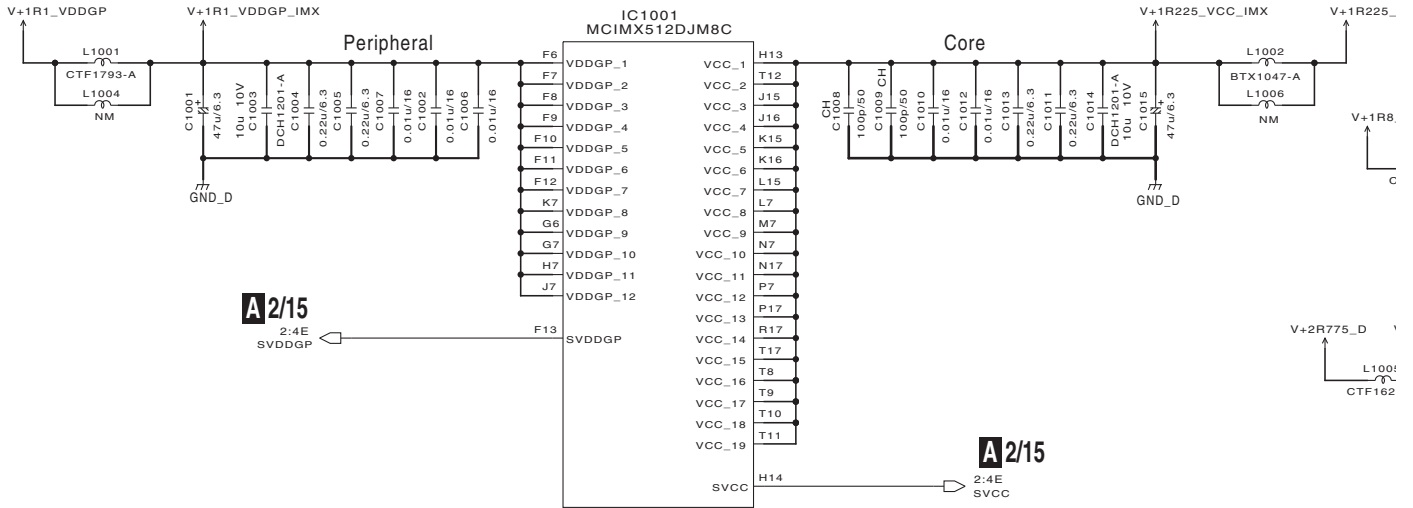 V+1R1_VDDGP
V+1R1_VDDGP_IMX
IC1001
MCIMX512DJM8C
V+1R225_VCC_IMX
V+1R225_
Peripheral
Core
L1001
CTF1793-A
L1004
NM
C1001
47u/6.3
10u 10V
C1003
DCH1201-A
C1004
0.22u/6.3
C1005
0.22u/6.3
C1007
0.01u/16
C1002
0.01u/16
C1006
0.01u/16
GND_D
F6 VDDGP_1
F7 VDDGP_2
F8 VDDGP_3
F9 VDDGP_4
F10 VDDGP_5
F11 VDDGP_6
F12 VDDGP_7
K7 VDDGP_8
G6 VDDGP_9
G7 VDDGP_10
H7 VDDGP_11
J7 VDDGP_12
F13 SVDDGP
A 2/15
2:4E
SVDDGP
VCC_1 H13
VCC_2 T12
VCC_3 J15
VCC_4 J16
VCC_5 K15
VCC_6 K16
VCC_7 L15
VCC_8 L7
VCC_9 M7
VCC_10 N7
VCC_11 N17
VCC_12 P7
VCC_13 P17
VCC_14 R17
VCC_15 T17
VCC_16 T8
VCC_17 T9
VCC_18 T10
VCC_19 T11
SVCC H14
A 2/15
2:4E
SVCC
CH
C1008
100p/50
C1009 CH
100p/50
C1010
0.01u/16
C1012
0.01u/16
C1013
0.22u/6.3
C1011
0.22u/6.3
C1014
DCH1201-A
10u 10V
C1015
47u/6.3
GND_D
L1002
BTX1047-A
L1006
NM
V+1R8_
V+2R775_D
L1005
CTF162